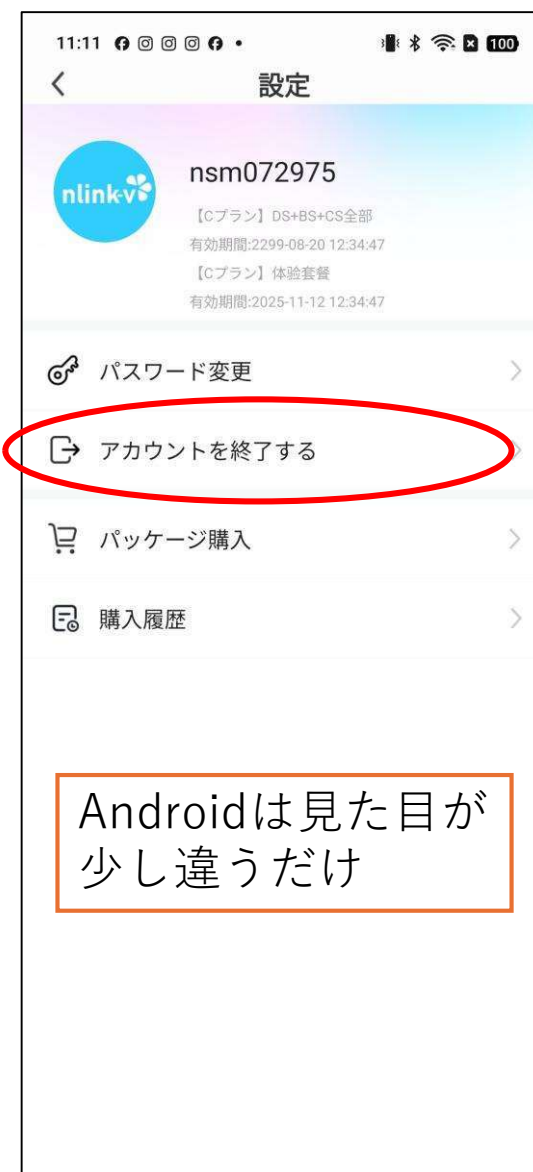 11:11
100
設定
nlink-v
nsm072975
【Cプラン】DS+BS+CS全部
有効期間:2299-08-20 12:34:47
【Cプラン】体验套餐
有効期間:2025-11-12 12:34:47
パスワード変更
アカウントを終了する
パッケージ購入
購入履歴
Androidは見た目が
少し違うだけ